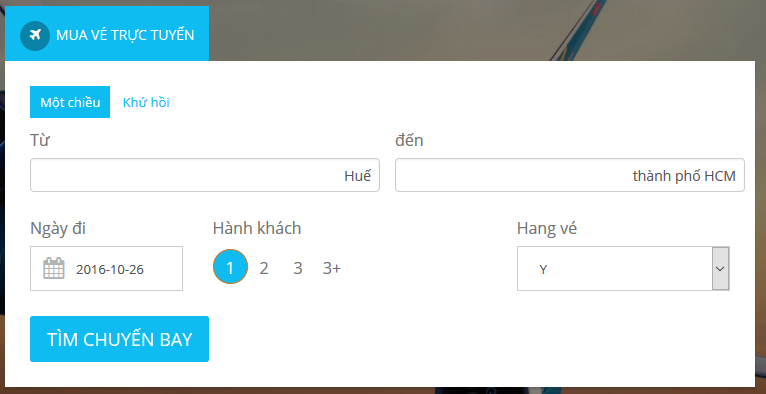 MUA VÉ TRỰC TUYẾN
Một chiều Khứ hồi
Từ đến
Huế thành phố HCM
Ngày đi Hành khách Hang vé
2016-10-26 1 2 3 3+ Y
TÌM CHUYẾN BAY